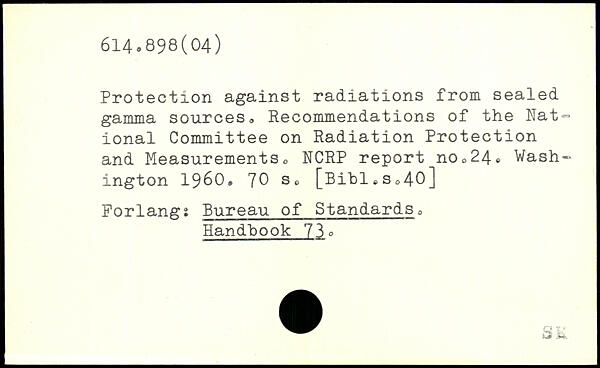 614.898(04)
Protection against radiations from sealed
gamma sources. Recommendations of the Nat-
ional Committee on Radiation Protection
and Measurements. NCRP report no.24. Wash-
ington 1960. 70 s. [Bibl.s.40]
Forlang: Bureau of Standards.
Handbook 73.
SK